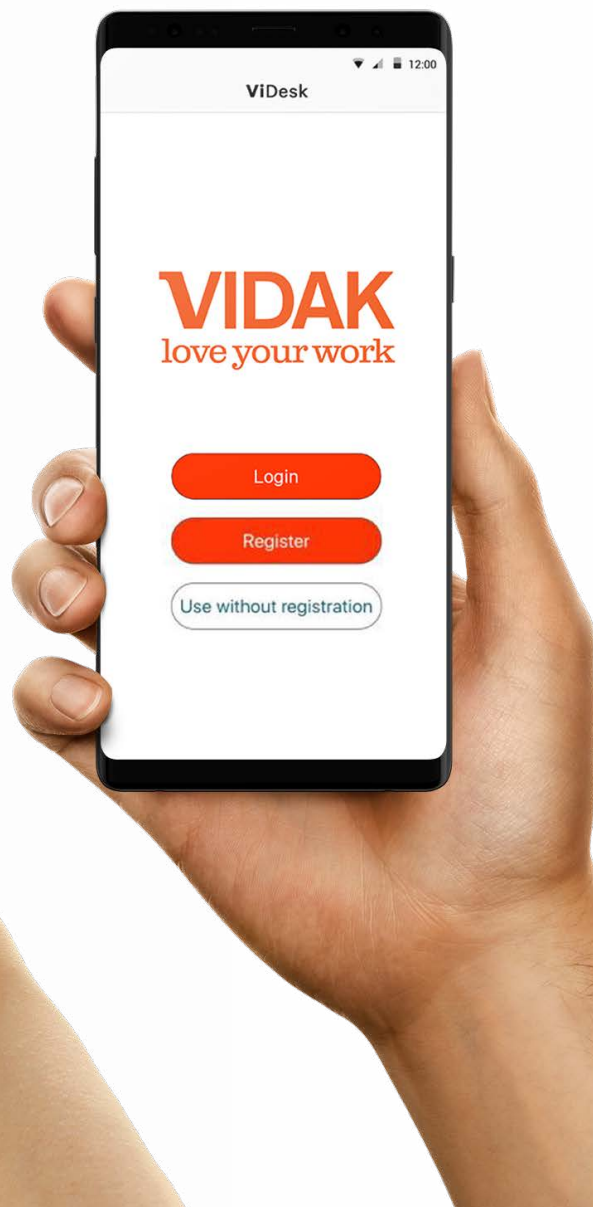 12:00
ViDesk
VIDAK
love your work
Login
Register
Use without registration